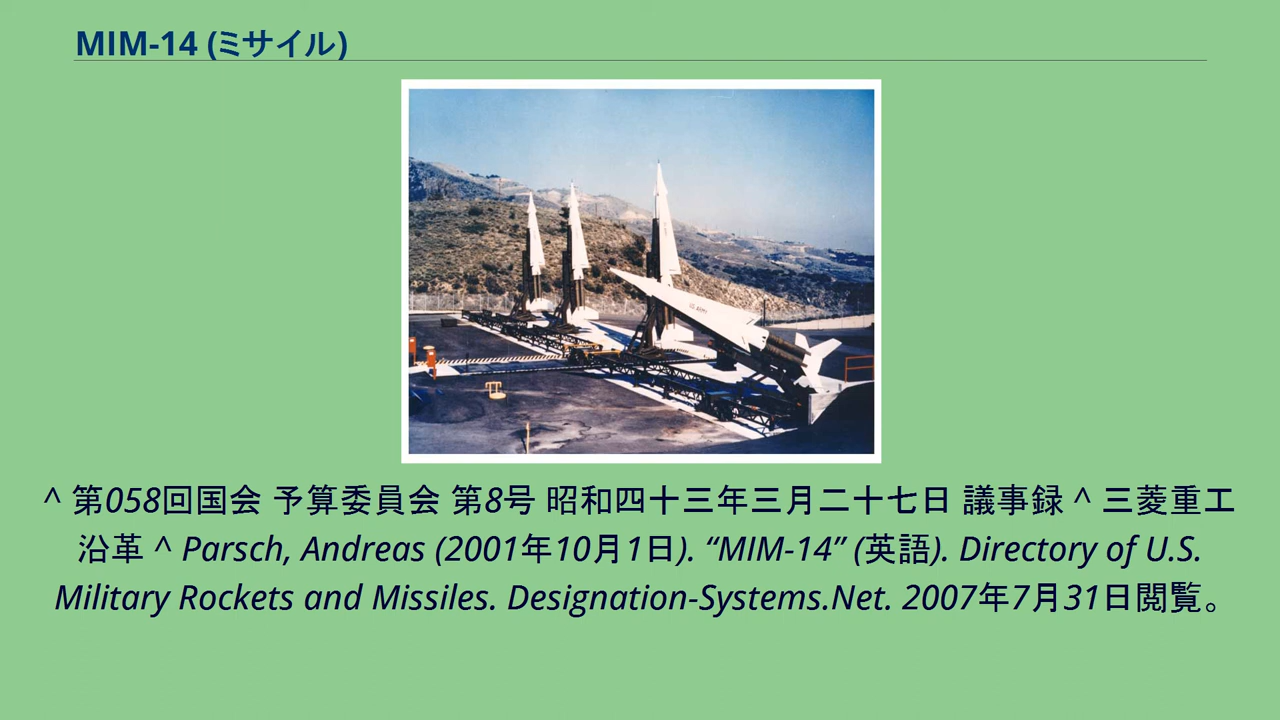 MIM-14 (ミサイル)
^ 第058回国会 予算委員会 第8号 昭和四十三年三月二十七日 議事録 ^ 三菱重工
沿革 ^ Parsch, Andreas (2001年10月1日). “MIM-14” (英語). Directory of U.S.
Military Rockets and Missiles. Designation-Systems.Net. 2007年7月31日閲覧。